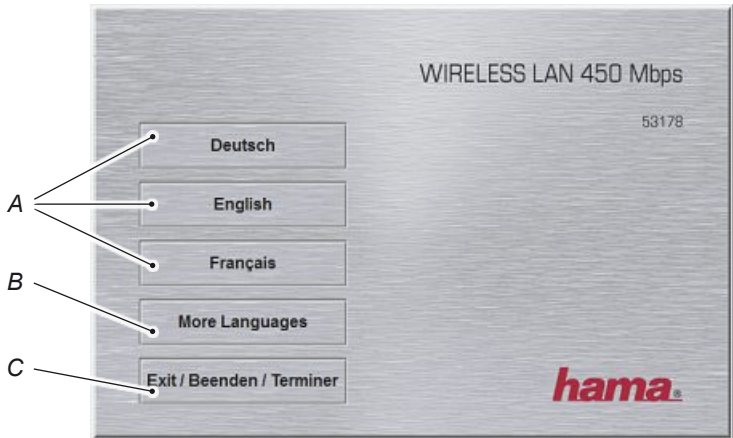 WIRELESS LAN 450 Mbps
53178
Deutsch
A
English
Français
B
More Languages
C
Exit / Beenden / Terminer
hama®